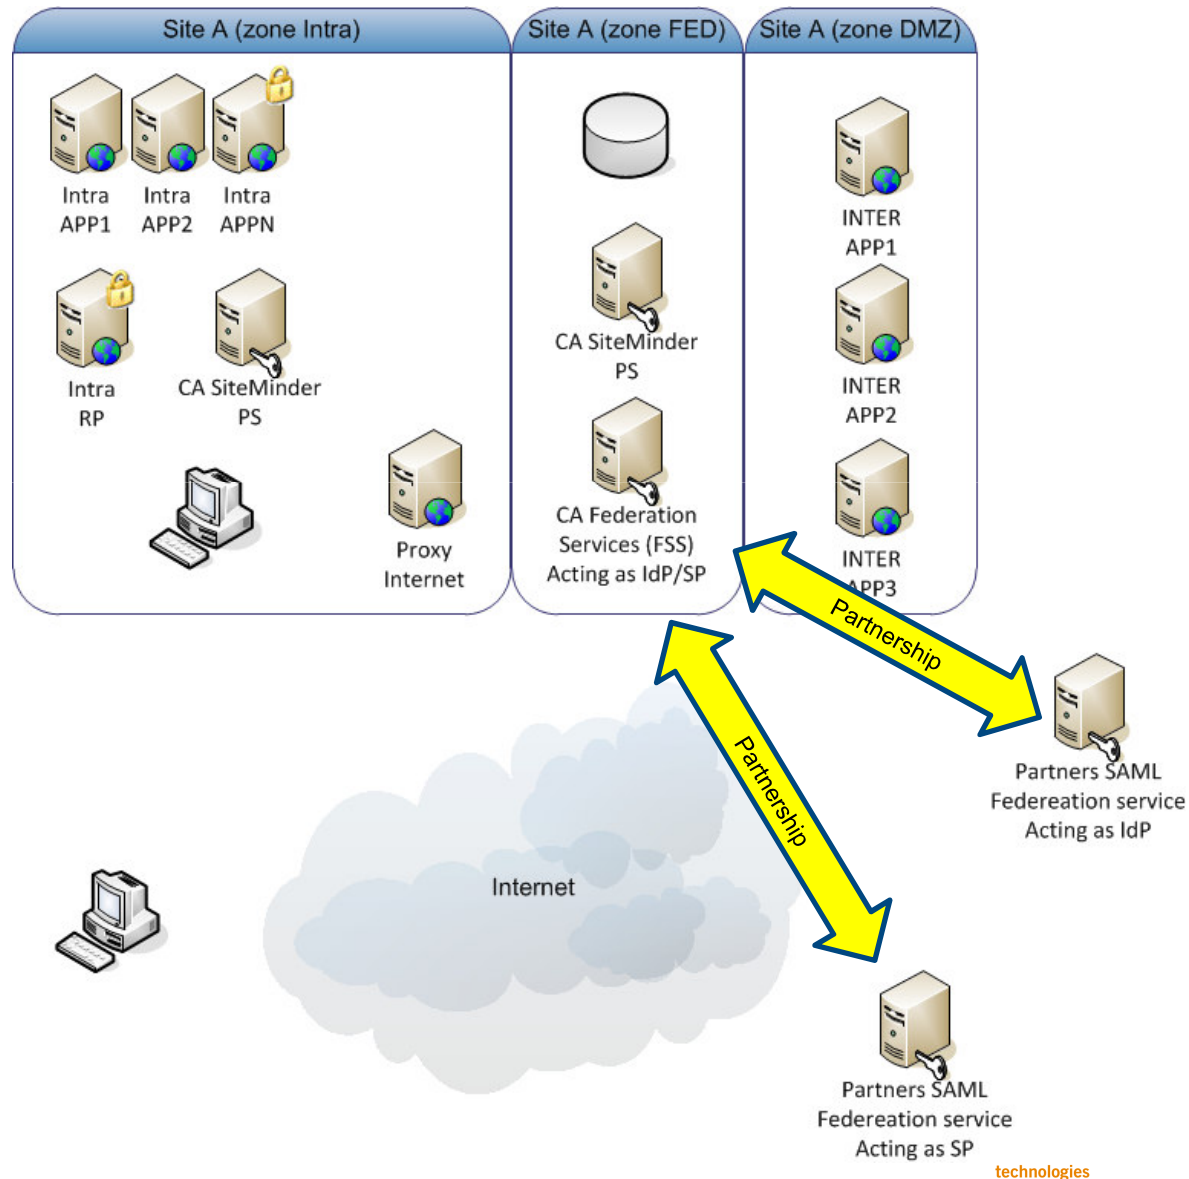 Site A (zone Intra)
Site A (zone FED)
Site A (zone DMZ)
Intra
APP1
Intra
APP2
Intra
APPN
Intra
RP
CA SiteMinder
PS
Proxy
Internet
CA SiteMinder
PS
CA Federation
Services (FSS)
Acting as IdP/SP
INTER
APP1
INTER
APP2
INTER
APP3
Partnership
Partnership
Internet
Partners SAML
Federeation service
Acting as IdP
Partners SAML
Federeation service
Acting as SP
technologies